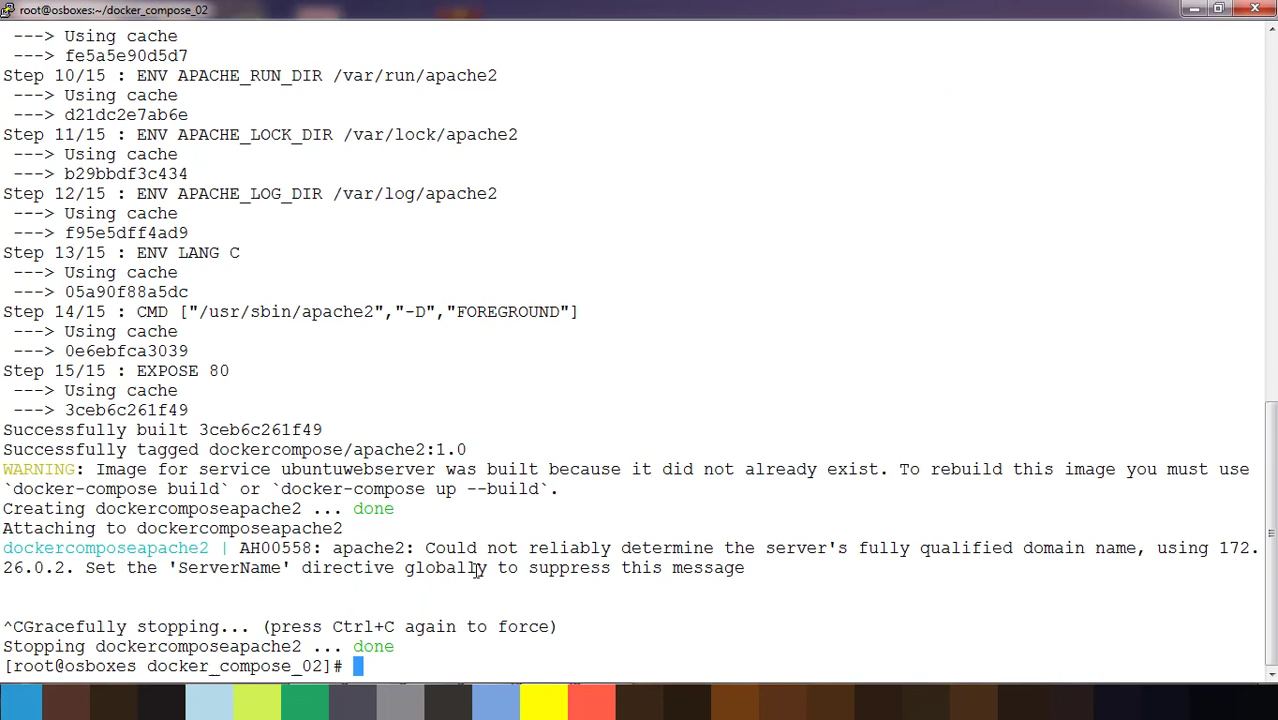 root@osboxes:~/docker_compose_02
---> Using cache
---> fe5a5e90d5d7
Step 10/15 : ENV APACHE_RUN_DIR /var/run/apache2
---> Using cache
---> d21dc2e7ab6e
Step 11/15 : ENV APACHE_LOCK_DIR /var/lock/apache2
---> Using cache
---> b29bbdf3c434
Step 12/15 : ENV APACHE_LOG_DIR /var/log/apache2
---> Using cache
---> f95e5dff4ad9
Step 13/15 : ENV LANG C
---> Using cache
---> 05a90f88a5dc
Step 14/15 : CMD ["/usr/sbin/apache2","-D","FOREGROUND"]
---> Using cache
---> 0e6ebfca3039
Step 15/15 : EXPOSE 80
---> Using cache
---> 3ceb6c261f49
Successfully built 3ceb6c261f49
Successfully tagged dockercompose/apache2:1.0
WARNING: Image for service ubuntuwebserver was built because it did not already exist. To rebuild this image you must use
`docker-compose build` or `docker-compose up --build`.
Creating dockercomposeapache2 ... done
Attaching to dockercomposeapache2
dockercomposeapache2 | AH00558: apache2: Could not reliably determine the server's fully qualified domain name, using 172.
26.0.2. Set the 'ServerName' directive globally to suppress this message
^CGracefully stopping... (press Ctrl+C again to force)
Stopping dockercomposeapache2 ... done
[root@osboxes docker_compose_02]#